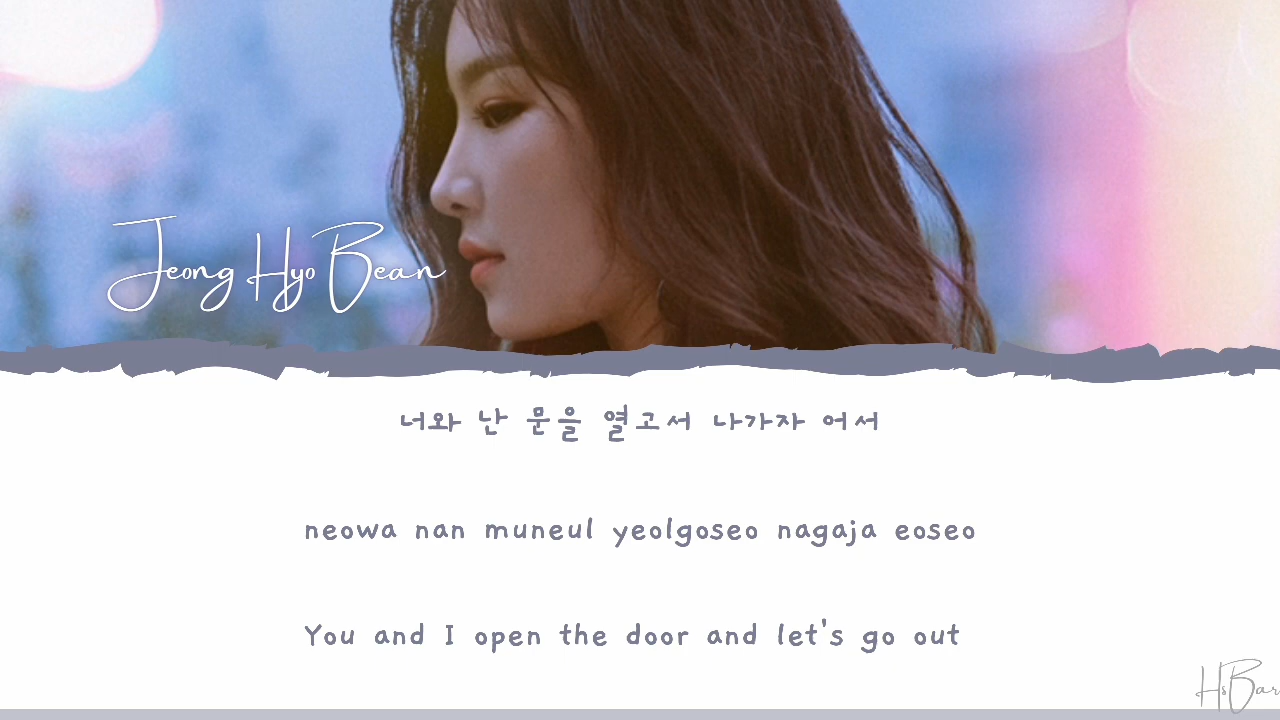 Jeong Hyo Bean
너와 난 문을 열고서 나가자 어서
neowa nan muneul yeolgoseo nagaja eoseo
You and I open the door and let's go out